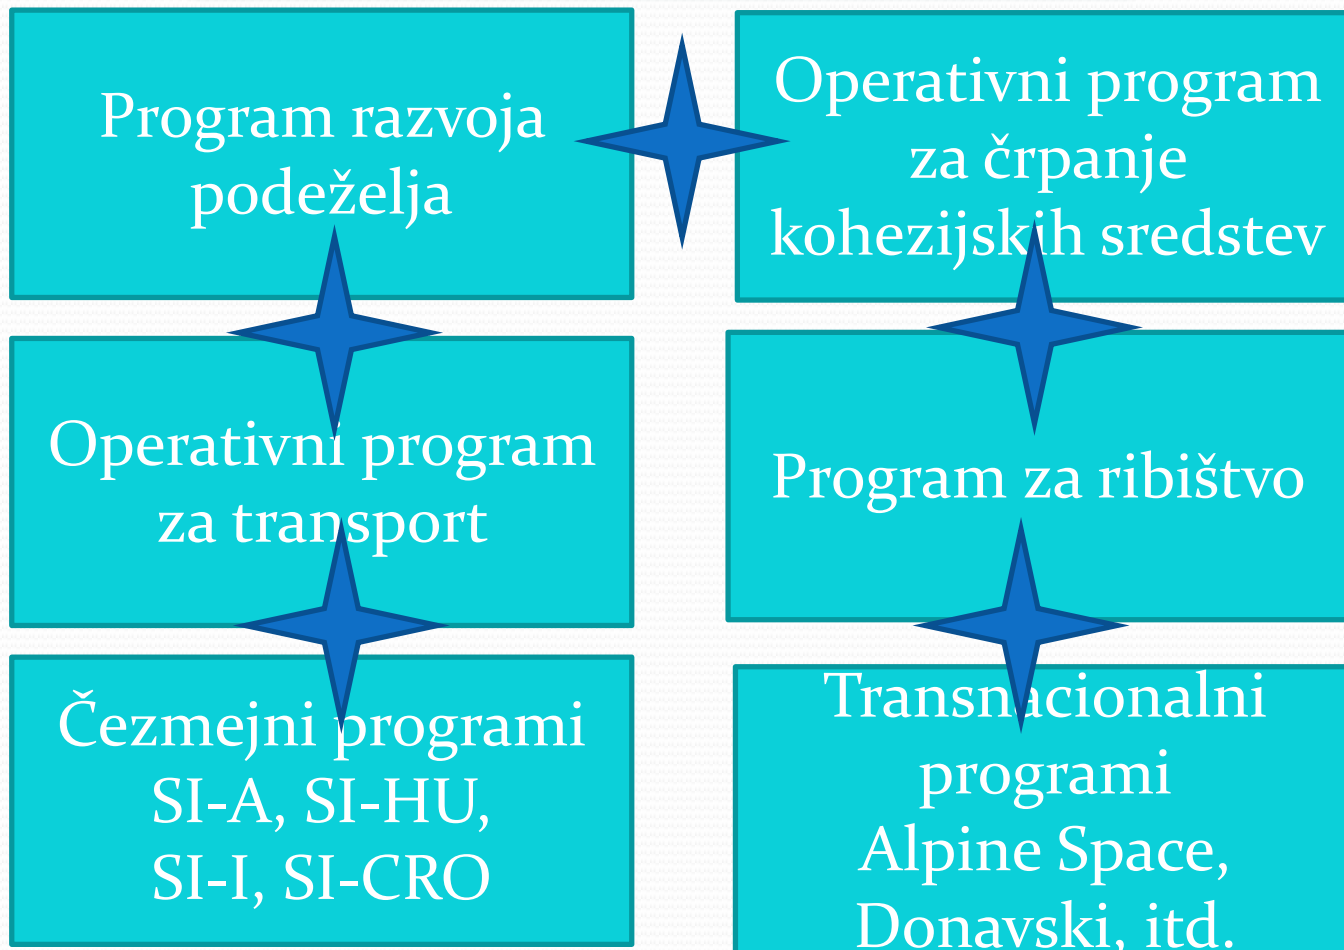 Program razvoja
podeželja
Operativni program
za črpanje
kohezijskih sredstev
Operativni program
za transport
Program za ribištvo
Čezmejni programi
SI-A, SI-HU,
SI-I, SI-CRO
Transnacionalni
programi
Alpine Space,
Donavski, itd.